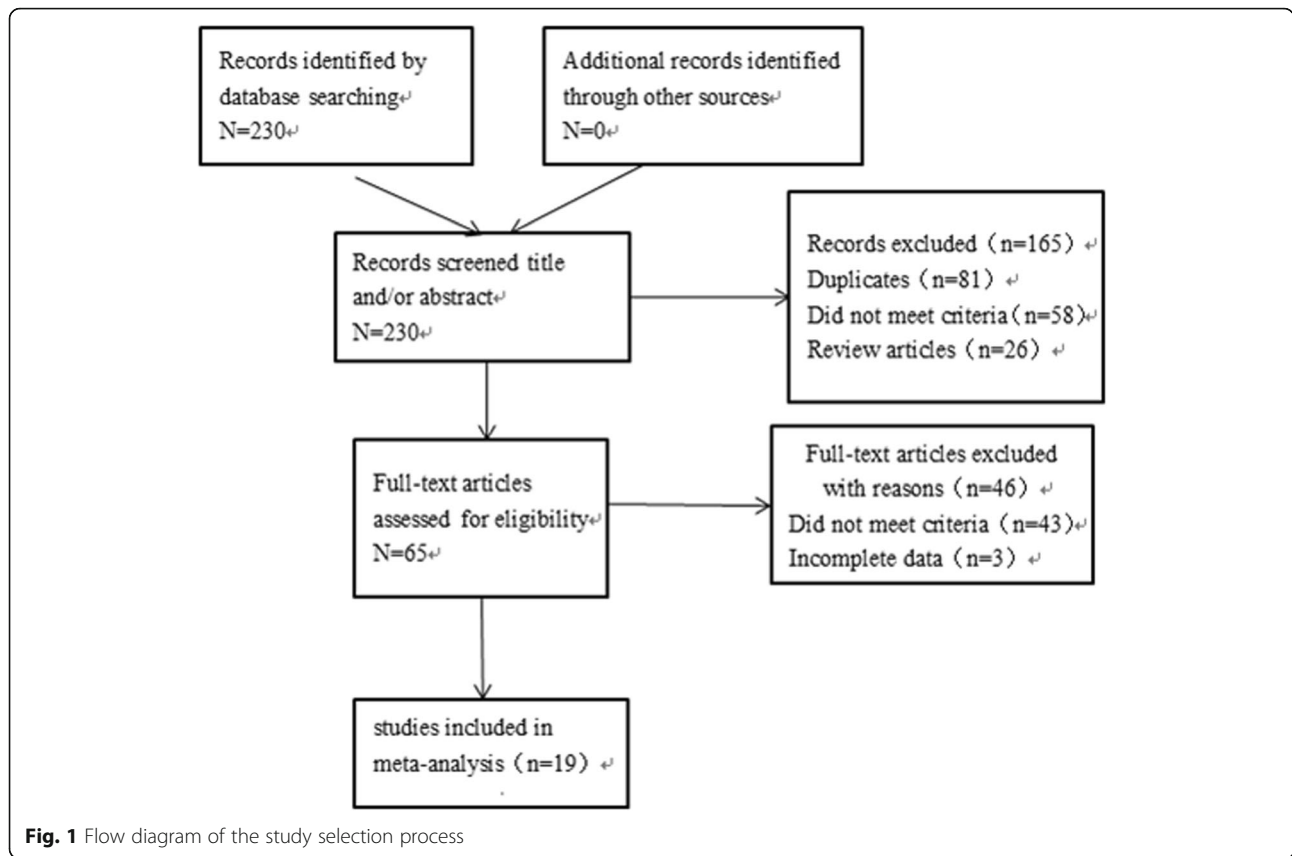 Records identified by
database searching↵
N=230↵
Additional records identified
through other sources↵
N=0↵
Records screened title
and/or abstract↵
N=230↵
Records excluded（n=165）↵
Duplicates（n=81）↵
Did not meet criteria（n=58）↵
Review articles（n=26）↵
Full-text articles
assessed for eligibility↵
N=65↵
Full-text articles excluded
with reasons（n=46）↵
Did not meet criteria（n=43）↵
Incomplete data（n=3）↵
studies included in
meta-analysis（n=19）↵
.
Fig. 1 Flow diagram of the study selection process